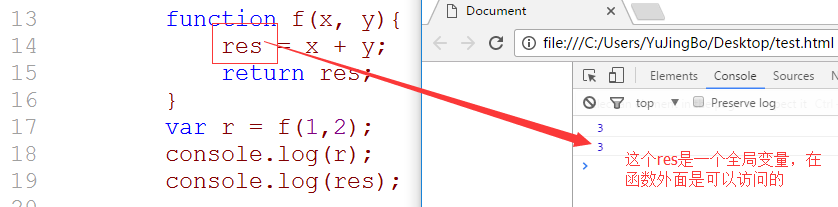 13 function f(x, y){
14 res = x + y;
15 return res;
16 }
17 var r = f(1,2);
18 console.log(r);
19 console.log(res);
Document
file:///C:/Users/YuJingBo/Desktop/test.html
Elements Console Sources
top Preserve log
3
3
这个res是一个全局变量，在
函数外面是可以访问的